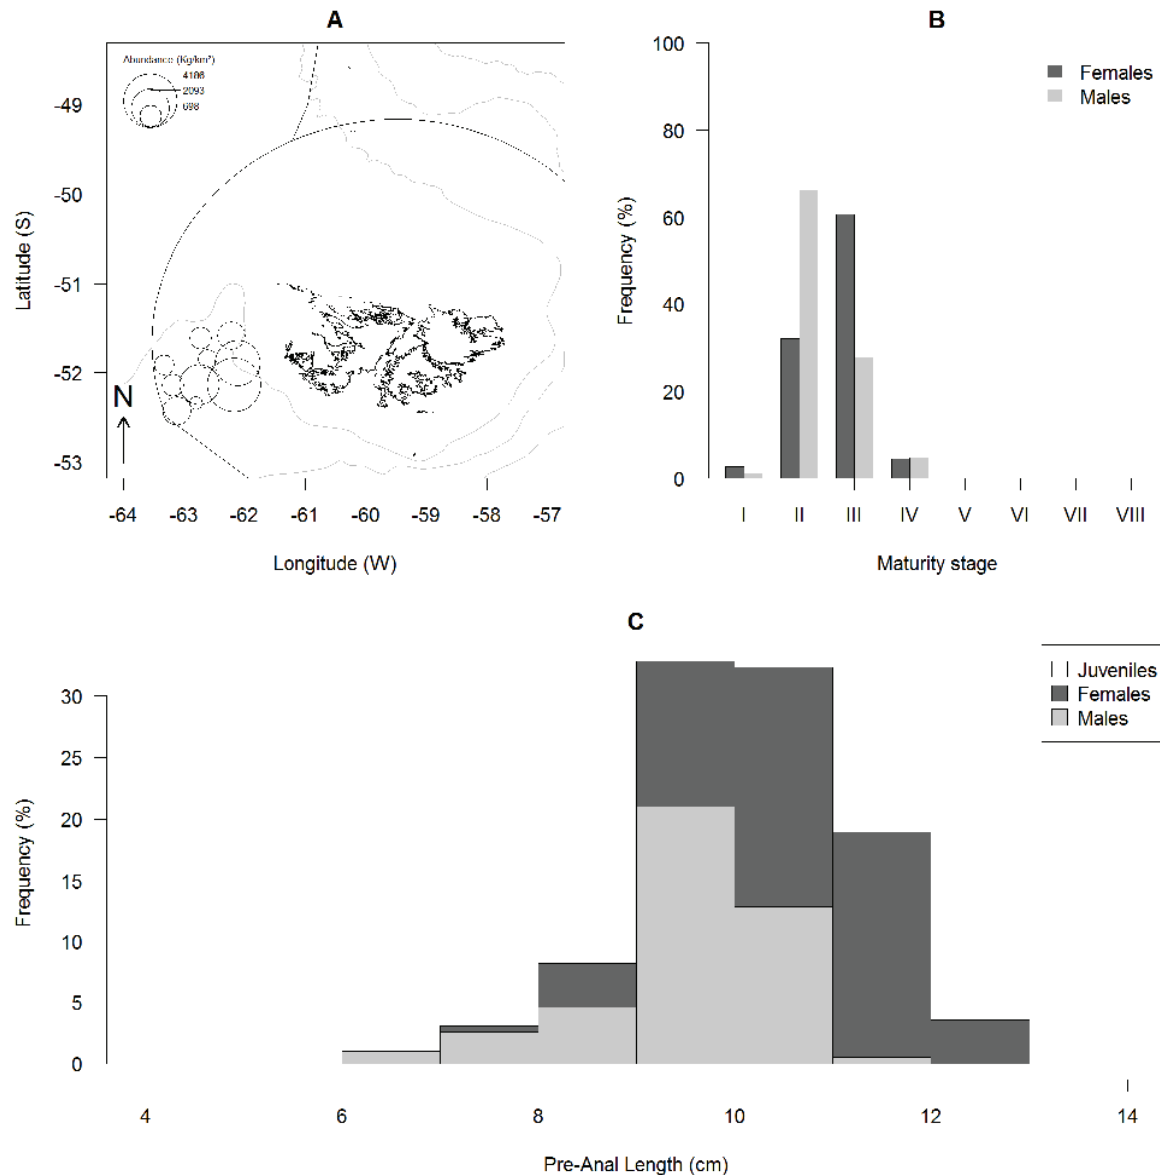 A
Abundance (Kg/km²)
4186
2093
698
-49
-50
-51
-52
-53
Latitude (S)
N
-64 -63 -62 -61 -60 -59 -58 -57
Longitude (W)
B
100
80
60
40
20
0
Frequency (%)
Females
Males
I II III IV V VI VII VIII
Maturity stage
C
Juveniles
Females
Males
30
25
20
15
10
5
0
Frequency (%)
4 6 8 10 12 14
Pre-Anal Length (cm)